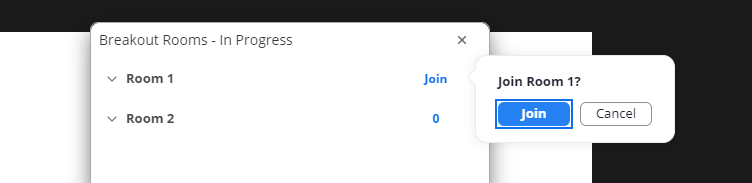 Breakout Rooms - In Progress
Room 1 Join
Room 2 0
Join Room 1?
Join Cancel